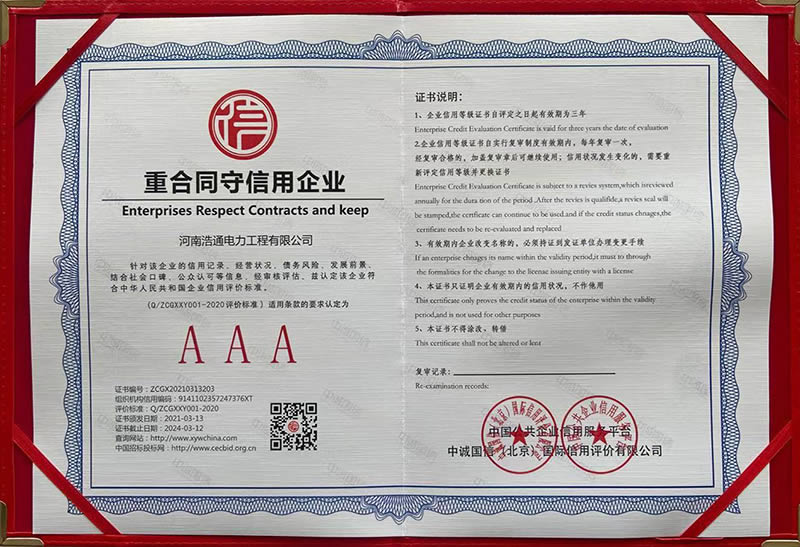 信
重合同守信用企业
Enterprises Respect Contracts and keep
河南浩通电力工程有限公司
针对该企业的信用记录、经营状况、债务风险、发展前景、
结合社会口碑、公众认可等信息、经审核评估、兹认定该企业符
合中华人民共和国企业信用评价标准。
(Q/ZCGXXY001-2020评价标准）适用条款的要求认定为
AAA
证书编号：ZCGX20210313203
组织机构信用编码：9141102357247376XT
评价标准：Q/ZCGXXY001-2020
证书颁发日期：2021-03-13
证书截止日期：2024-03-12
查询网站：http://www.xywchina.com
中国招标投标网：http://www.cecbid.org.cn
证书说明：
1、企业信用等级证书自评定之日起有效期为三年
Enterprise Credit Evaluation Certificate is vaid for three years the date of evaluation
2.企业信用等级证书自实行复审制度有效期内，每年复审一次，
经复审合格的，加盖复审章后可继续使用；信用状况发生变化的，需要重
新评定信用等级并更换证书
Enterprise Credit Evaluation Certificate is subject to a revies system,which isreviewed
annually for the duration of the period .After the revies is qualifide,a revies seal will
be stamped,the certficate can continue to be used.and if the credit status chnages,the
certificate needs to be re-evaluated and replaced
3、有效期内企业改变名称的，必须持证到发证单位办理变更手续
If an enterprise chnages its name within the validity period,it must to through
the formalities for the change to the license issuing entity with a license
4、本证书只证明企业有效期内的信用状况，不作他用
This certificate only proves the credit status of the enterprise within the validity
period,and is not used for other purposes
5、本证书不得涂改、转借
This certificate shall not be altered or lent
复审记录：
Re-examination records:
中国公共企业信用服务平台
中诚国信（北京）国际信用评价有限公司